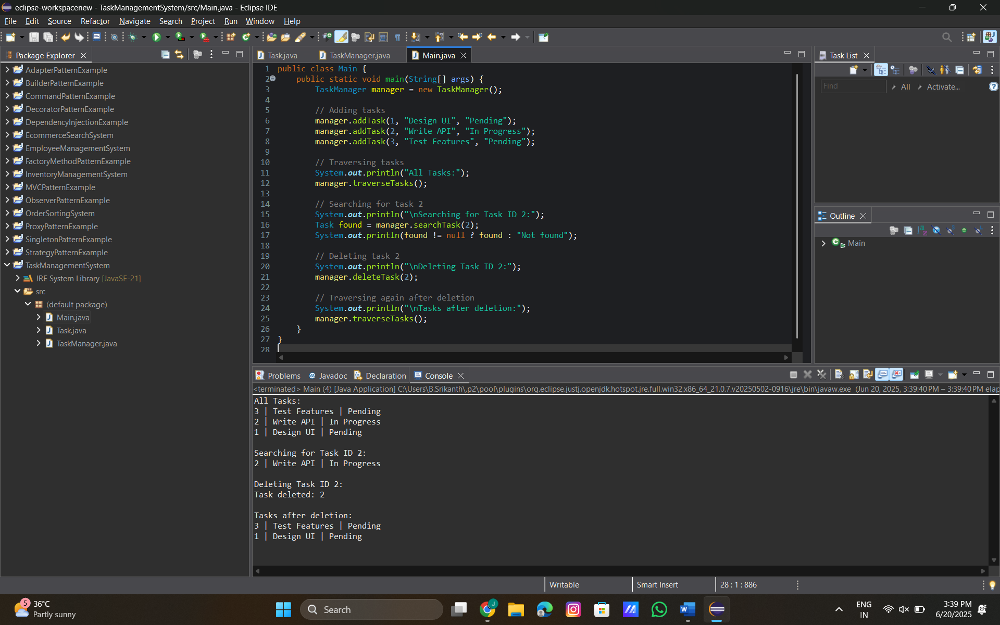 eclipse-workspacenew - TaskManagementSystem/src/Main.java - Eclipse IDE
File Edit Source Refactor Navigate Search Project Run Window Help
Package Explorer
AdapterPatternExample
BuilderPatternExample
CommandPatternExample
DecoratorPatternExample
DependencyInjectionExample
EcommerceSearchSystem
EmployeeManagementSystem
FactoryMethodPatternExample
InventoryManagementSystem
MVCPatternExample
ObserverPatternExample
OrderSortingSystem
ProxyPatternExample
SingletonPatternExample
StrategyPatternExample
TaskManagementSystem
JRE System Library [JavaSE-21]
src
(default package)
Main.java
Task.java
TaskManager.java
Task.java TaskManager.java Main.java
1 public class Main {
2     public static void main(String[] args) {
3         TaskManager manager = new TaskManager();
4
5         // Adding tasks
6         manager.addTask(1, "Design UI", "Pending");
7         manager.addTask(2, "Write API", "In Progress");
8         manager.addTask(3, "Test Features", "Pending");
9
10         // Traversing tasks
11         System.out.println("All Tasks:");
12         manager.traverseTasks();
13
14         // Searching for task 2
15         System.out.println("\nSearching for Task ID 2:");
16         Task found = manager.searchTask(2);
17         System.out.println(found != null ? found : "Not found");
18
19         // Deleting task 2
20         System.out.println("\nDeleting Task ID 2:");
21         manager.deleteTask(2);
22
23         // Traversing again after deletion
24         System.out.println("\nTasks after deletion:");
25         manager.traverseTasks();
26     }
27 }
28
Task List
Find All Activate...
Outline
Main
Problems Javadoc Declaration Console
<terminated> Main (4) [Java Application] C:\Users\B.Srikanth\.p2\pool\plugins\org.eclipse.justj.openjdk.hotspot.jre.full.win32.x86_64_21.0.7.v20250502-0916\jre\bin\javaw.exe (Jun 20, 2025, 3:39:40 PM – 3:39:40 PM elap
All Tasks:
3 | Test Features | Pending
2 | Write API | In Progress
1 | Design UI | Pending
Searching for Task ID 2:
2 | Write API | In Progress
Deleting Task ID 2:
Task deleted: 2
Tasks after deletion:
3 | Test Features | Pending
1 | Design UI | Pending
Writable Smart Insert 28 : 1 : 886
5
36°C
Partly sunny
Search
J
ENG
IN
3:39 PM
6/20/2025